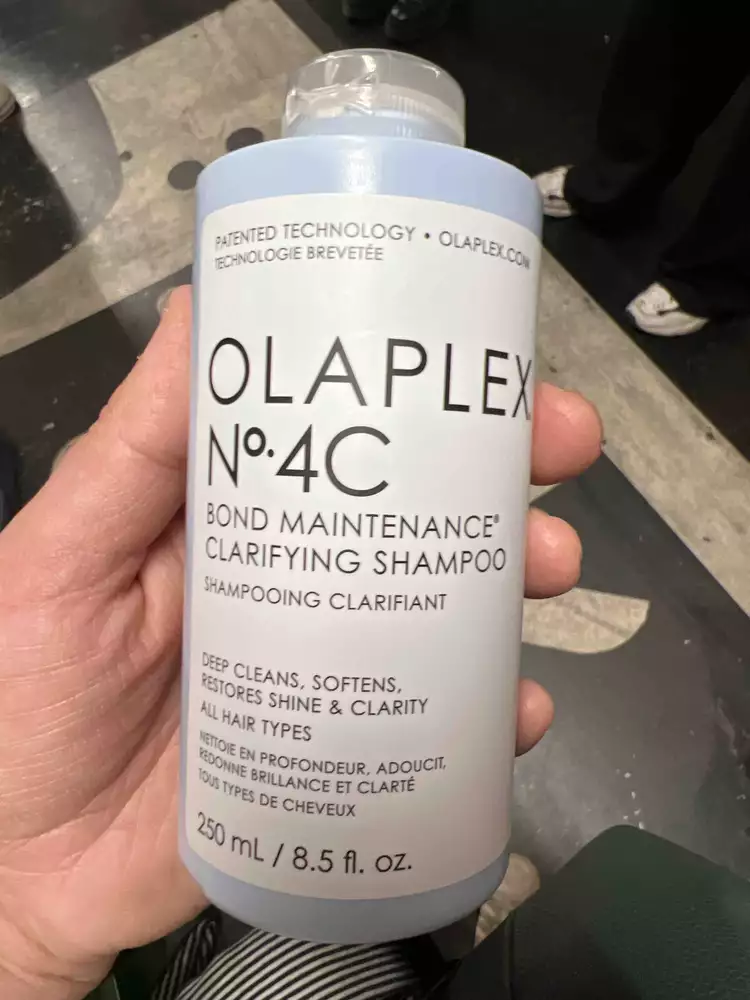 PATENTED TECHNOLOGY • OLAPLEX.COM
TECHNOLOGIE BREVETÉE
OLAPLEX.
Nº.4C
BOND MAINTENANCE®
CLARIFYING SHAMPOO
SHAMPOOING CLARIFIANT
DEEP CLEANS, SOFTENS,
RESTORES SHINE & CLARITY
ALL HAIR TYPES
NETTOIE EN PROFONDEUR, ADOUCIT,
REDONNE BRILLANCE ET CLARTÉ
TOUS TYPES DE CHEVEUX
250 mL / 8.5 fl. oz.